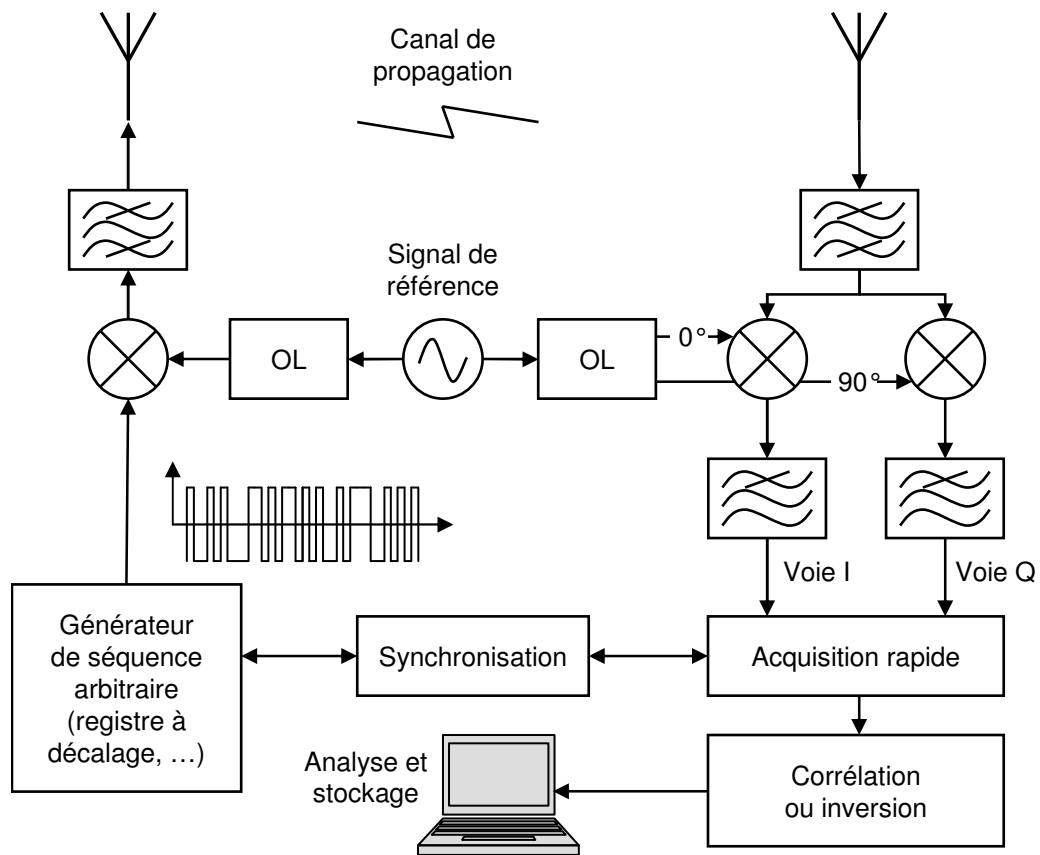 Canal de
propagation
Signal de
référence
OL
OL
0°
90°
Voie I
Voie Q
Générateur
de séquence
arbitraire
(registre à
décalage, …)
Synchronisation
Acquisition rapide
Analyse et
stockage
Corrélation
ou inversion